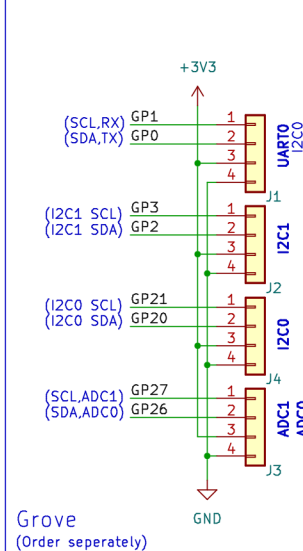 +3V3
(SCL,RX) GP1 1
(SDA,TX) GP0 2
3
4
UART0
I2C0
J1
(I2C1 SCL) GP3 1
(I2C1 SDA) GP2 2
3
4
I2C1
J2
(I2C0 SCL) GP21 1
(I2C0 SDA) GP20 2
3
4
I2C0
J4
(SCL,ADC1) GP27 1
(SDA,ADC0) GP26 2
3
4
ADC1
ADC0
J3
GND
Grove
(Order seperately)